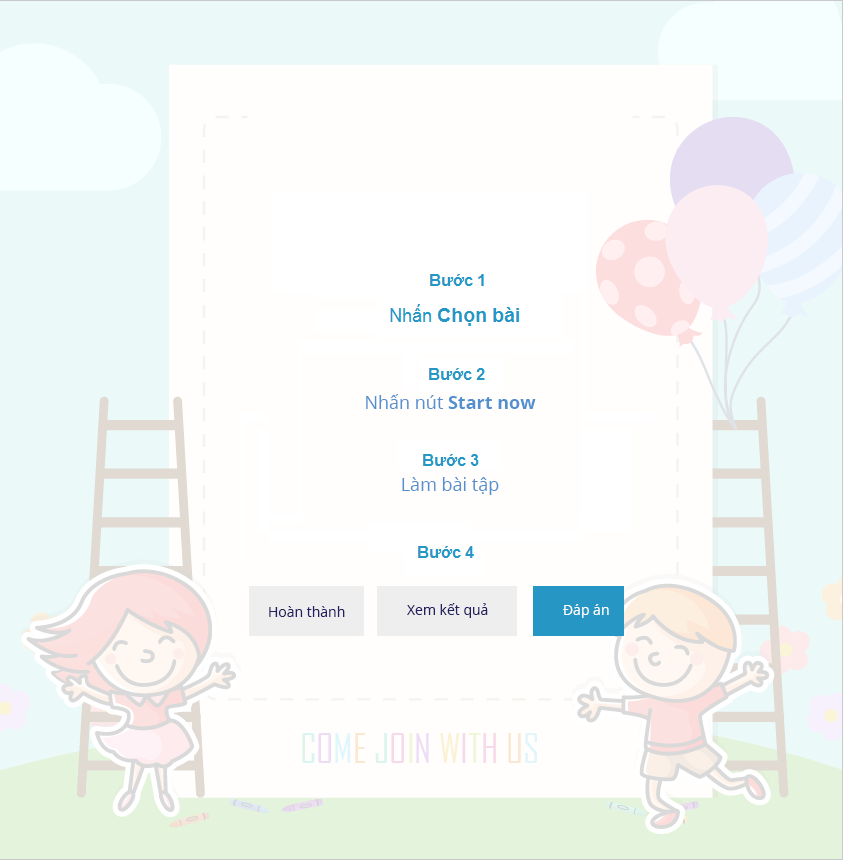 Bước 1
Nhấn Chọn bài
Bước 2
Nhấn nút Start now
Bước 3
Làm bài tập
Bước 4
Hoàn thành
Xem kết quả
Đáp án
COME JOIN WITH US